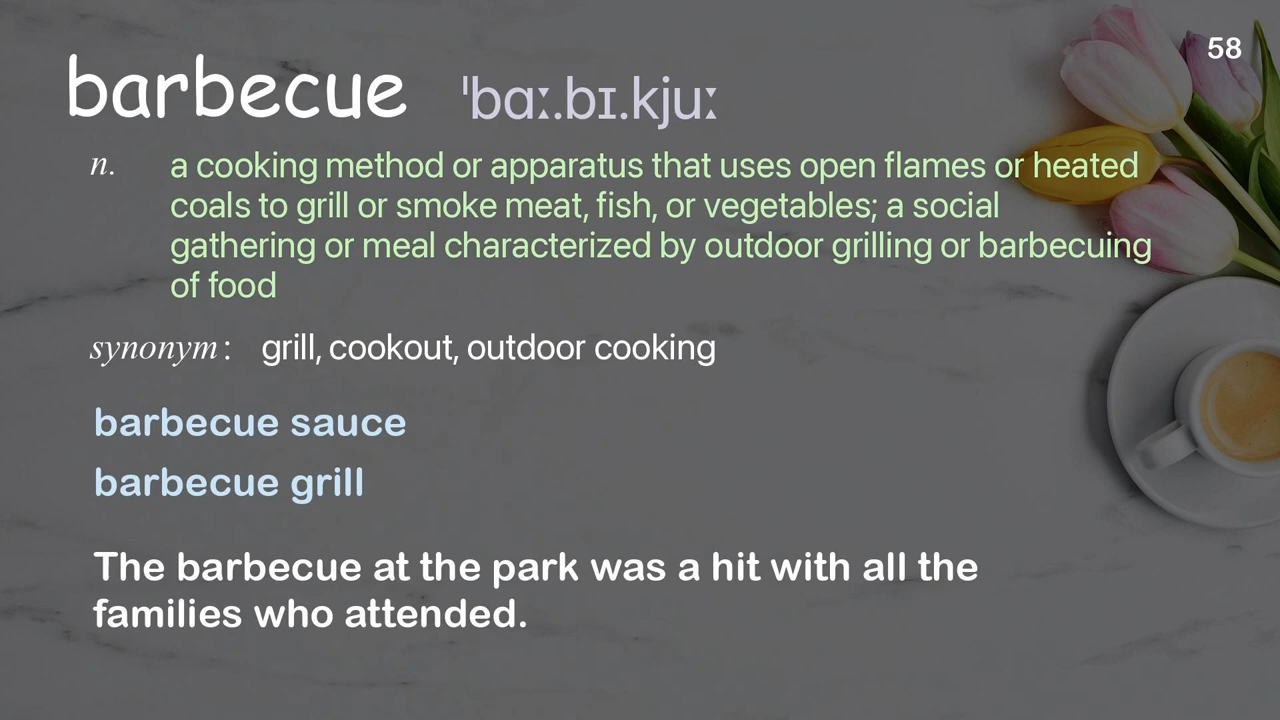 58
barbecue ˈbɑː.bɪ.kjuː
n. a cooking method or apparatus that uses open flames or heated
coals to grill or smoke meat, fish, or vegetables; a social
gathering or meal characterized by outdoor grilling or barbecuing
of food
synonym: grill, cookout, outdoor cooking
barbecue sauce
barbecue grill
The barbecue at the park was a hit with all the
families who attended.